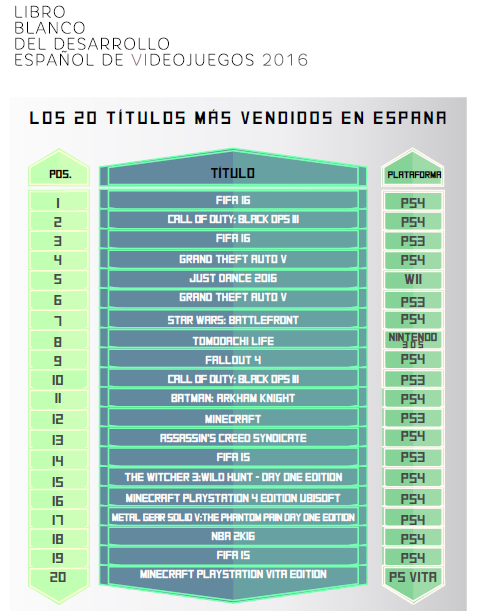 LIBRO
BLANCO
DEL DESARROLLO
ESPAÑOL DE VIDEOJUEGOS 2016
LOS 20 TÍTULOS MÁS VENDIDOS EN ESPANA
POS. TÍTULO PLATAFORMA
1 FIFA 16 PS4
2 CALL OF DUTY: BLACK OPS III PS4
3 FIFA 16 PS3
4 GRAND THEFT AUTO V PS4
5 JUST DANCE 2016 WII
6 GRAND THEFT AUTO V PS3
7 STAR WARS: BATTLEFRONT PS4
8 TOMODACHI LIFE NINTENDO 3DS
9 FALLOUT 4 PS4
10 CALL OF DUTY: BLACK OPS III PS3
11 BATMAN: ARKHAM KNIGHT PS4
12 MINECRAFT PS3
13 ASSASSIN'S CREED SYNDICATE PS4
14 FIFA 15 PS3
15 THE WITCHER 3:WILD HUNT - DAY ONE EDITION PS4
16 MINECRAFT PLAYSTATION 4 EDITION UBISOFT PS4
17 METAL GEAR SOLID V:THE PHANTOM PAIN DAY ONE EDITION PS4
18 NBA 2K16 PS4
19 FIFA 15 PS4
20 MINECRAFT PLAYSTATION VITA EDITION PS VITA